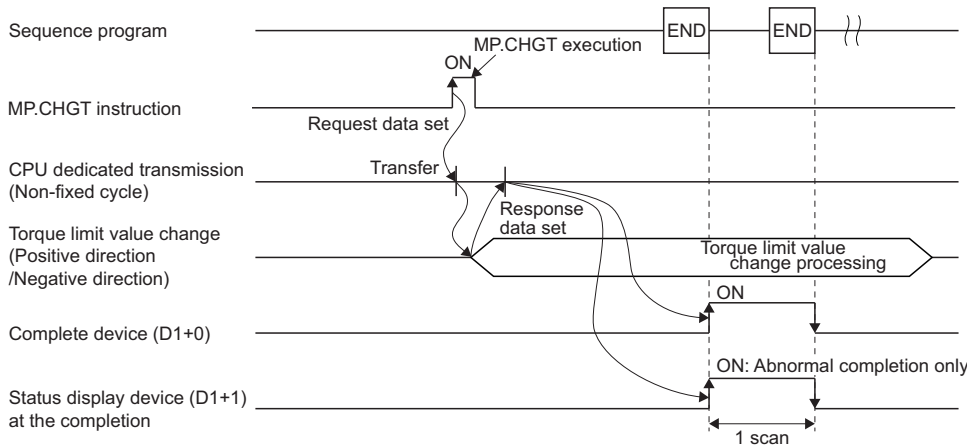 Sequence program
END
END
MP.CHGT execution
ON
MP.CHGT instruction
Request data set
CPU dedicated transmission
(Non-fixed cycle)
Transfer
Response
data set
Torque limit value change
(Positive direction
/Negative direction)
Torque limit value
change processing
ON
Complete device (D1+0)
ON: Abnormal completion only
Status display device (D1+1)
at the completion
1 scan